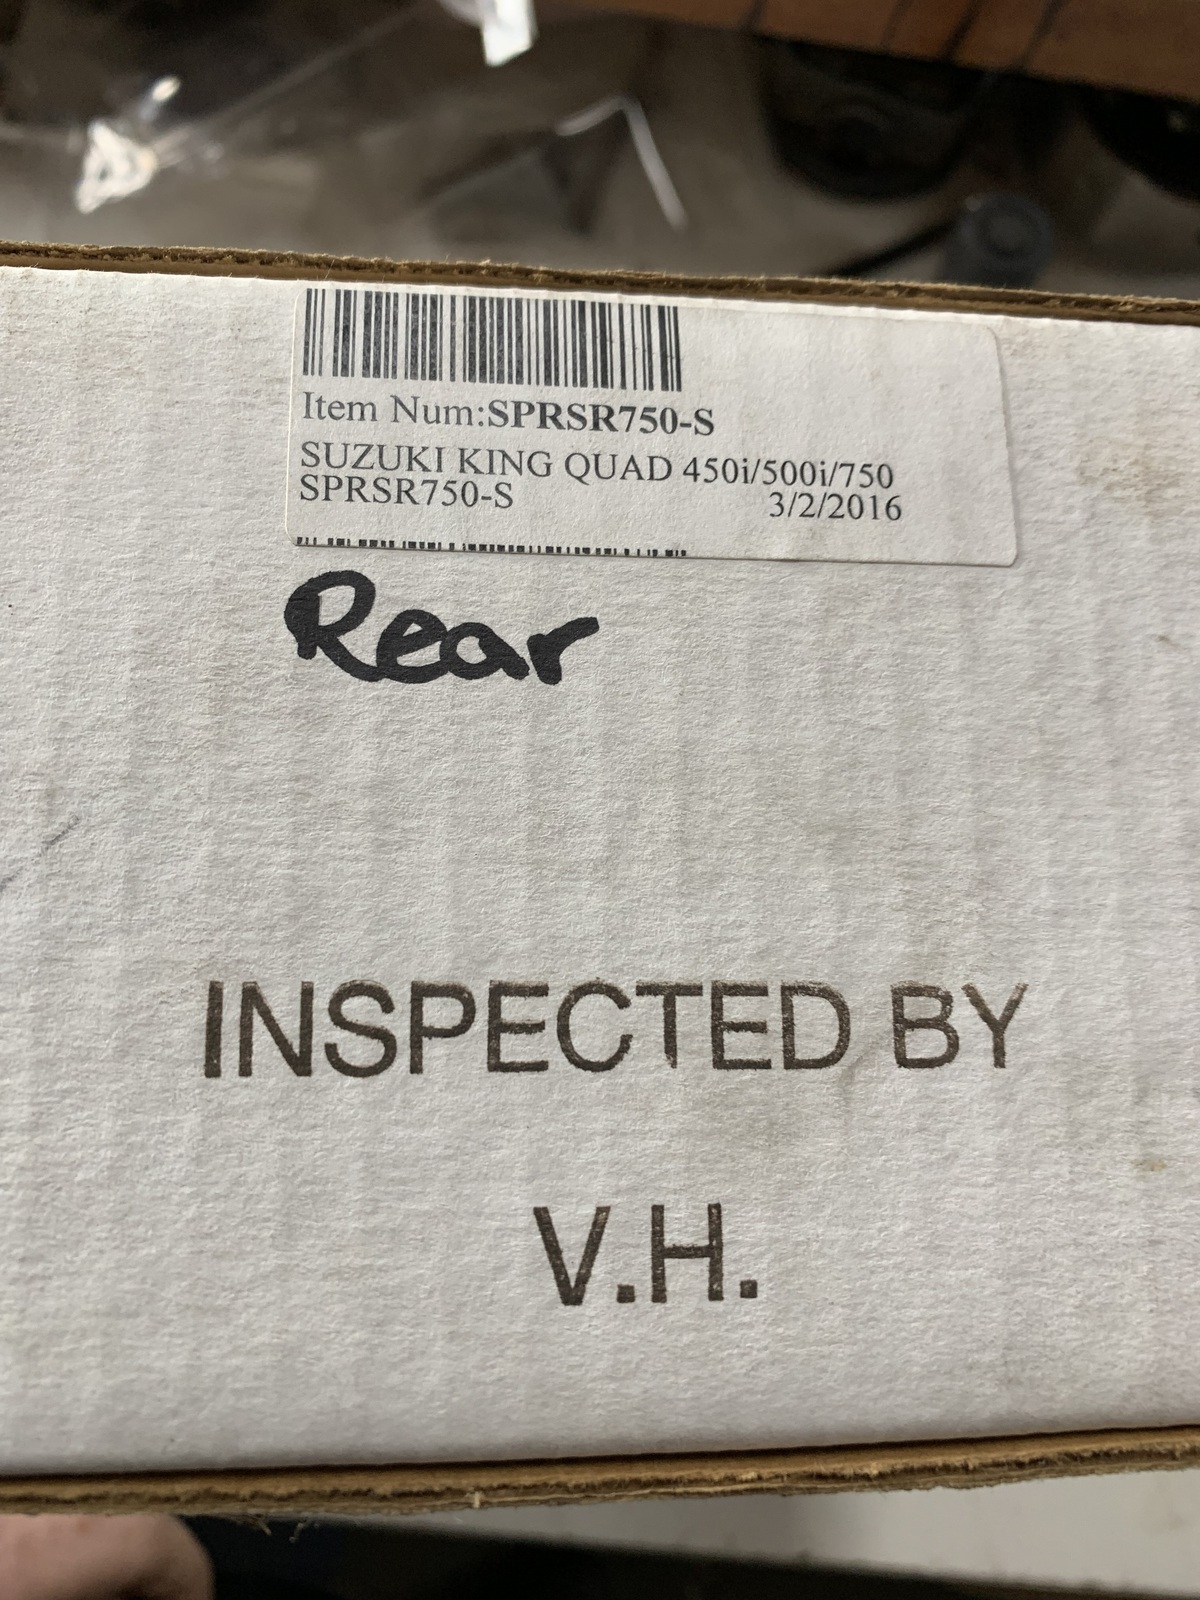 Item Num:SPRSR750-S
SUZUKI KING QUAD 450i/500i/750
SPRSR750-S 3/2/2016
Rear
INSPECTED BY
V.H.